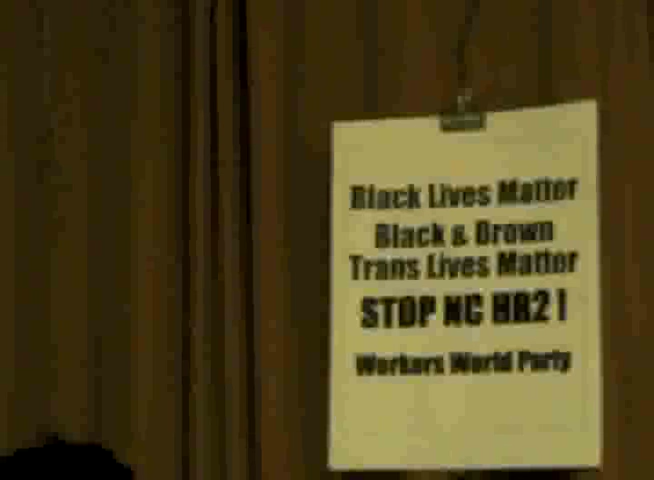 Black Lives Matter
Black & Brown
Trans Lives Matter
STOP NC HB2 !
Workers World Party